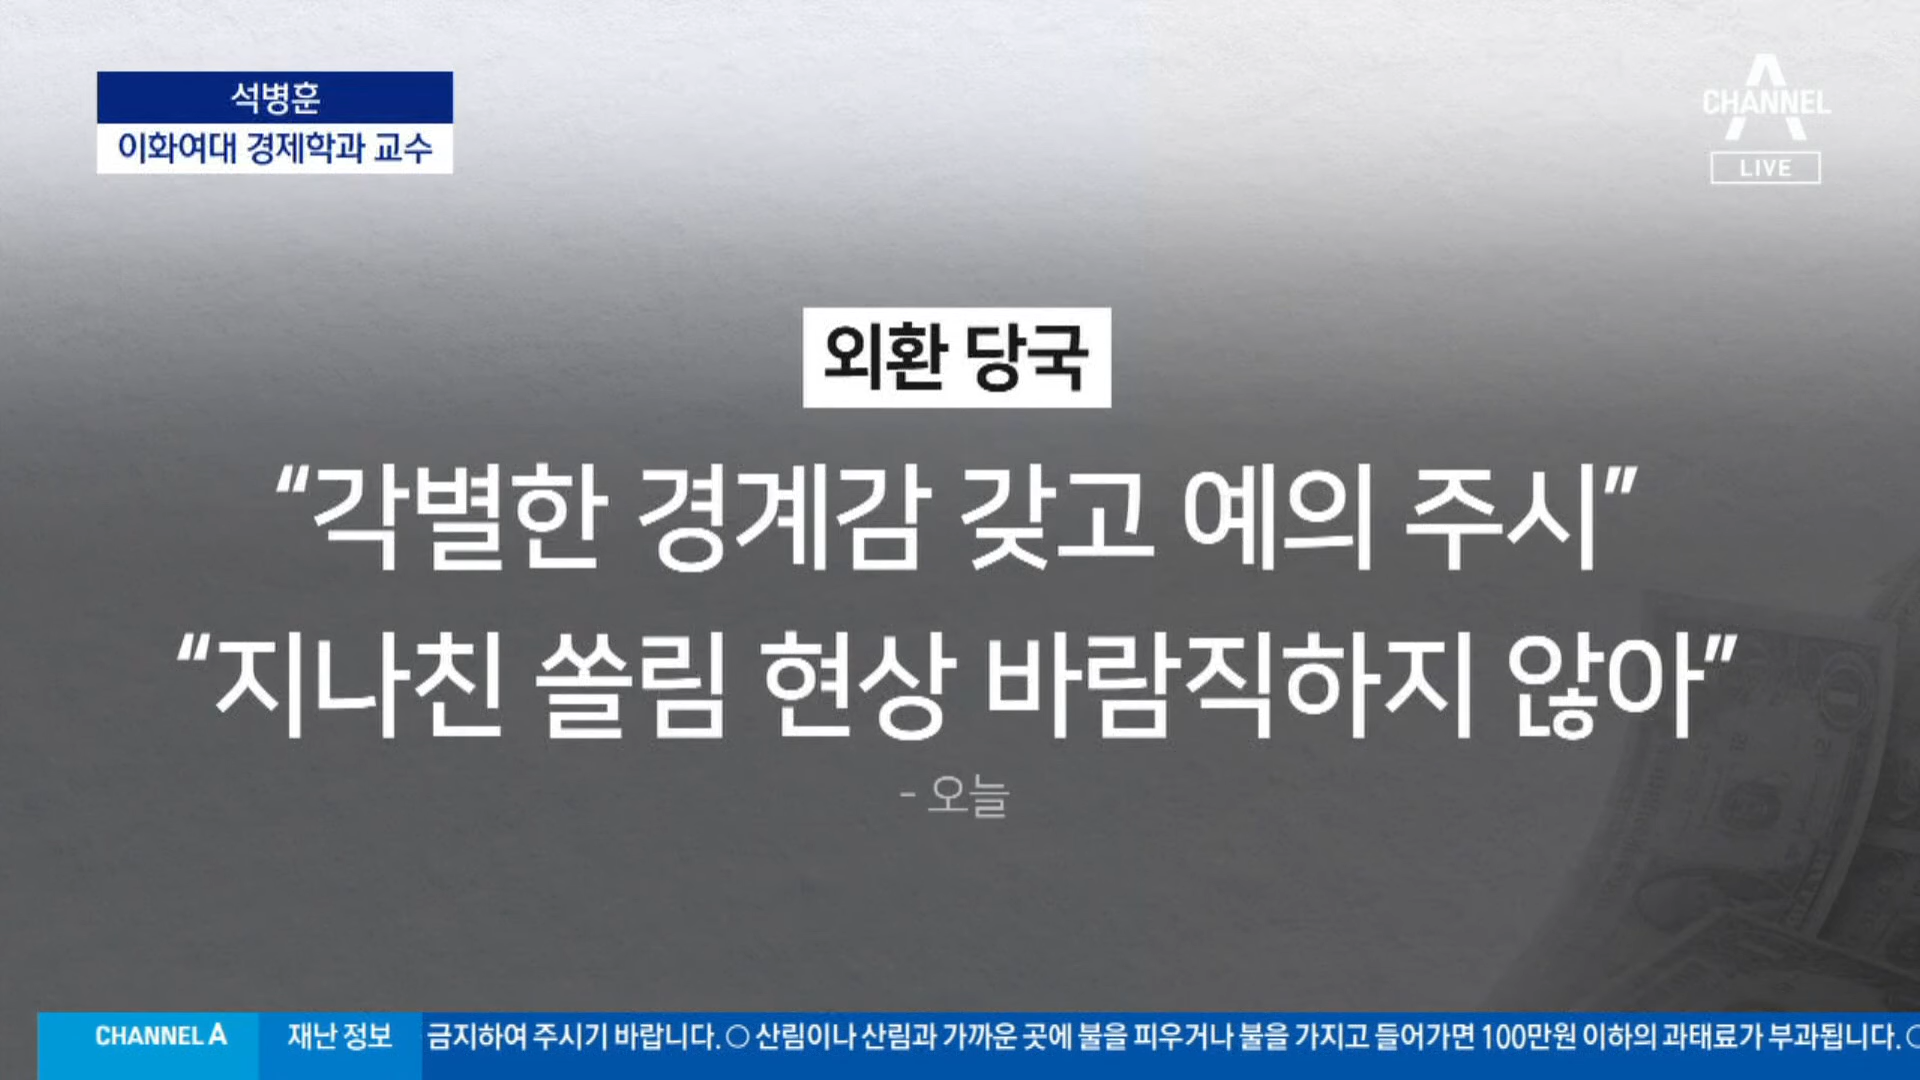 석병훈
이화여대 경제학과 교수
CHANNEL A
LIVE
외환 당국
“각별한 경계감 갖고 예의 주시”
“지나친 쏠림 현상 바람직하지 않아”
- 오늘
CHANNEL A 재난 정보 금지하여 주시기 바랍니다. ○ 산림이나 산림과 가까운 곳에 불을 피우거나 불을 가지고 들어가면 100만원 이하의 과태료가 부과됩니다. ○